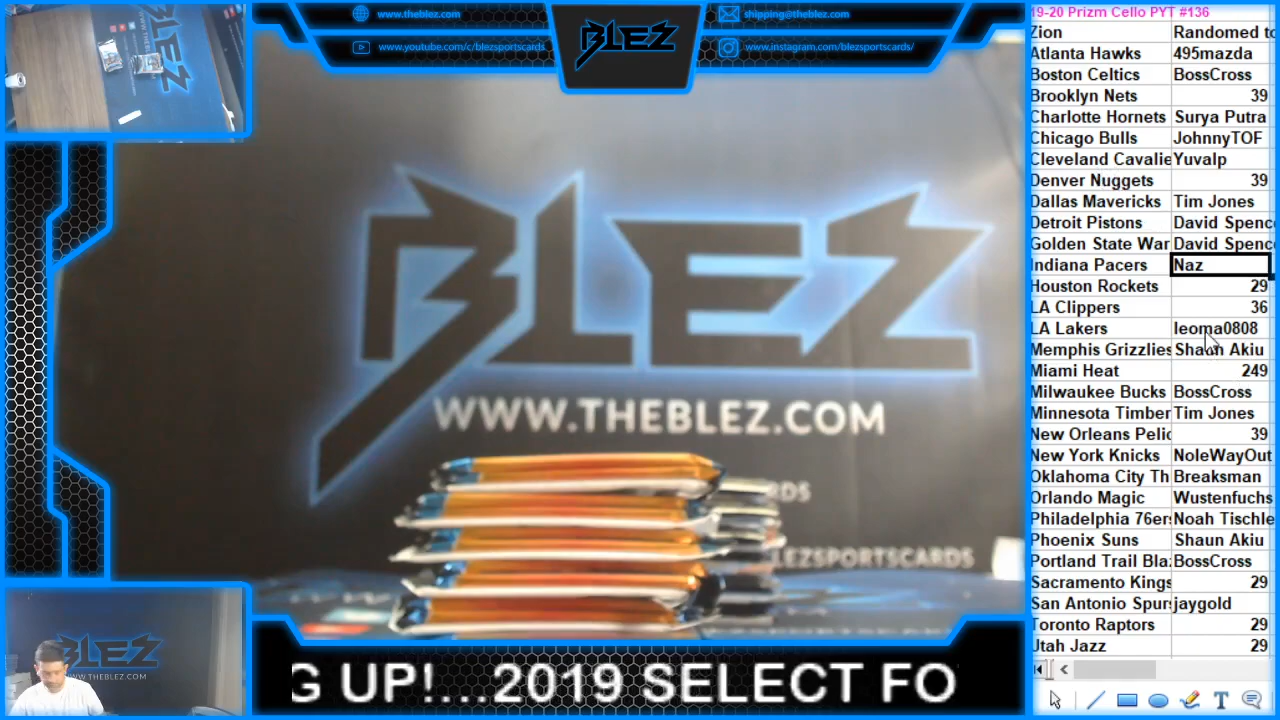 www.theblez.com
www.youtube.com/c/blezsportscards
BLEZ
shipping@theblez.com
www.instagram.com/blezsportscards/
BLEZ
WWW.THEBLEZ.COM
LEZSPORTSCARDS
G UP!...2019 SELECT FO
19-20 Prizm Cello PYT #136
Zion Randomed to
Atlanta Hawks 495mazda
Boston Celtics BossCross
Brooklyn Nets 39
Charlotte Hornets Surya Putra
Chicago Bulls JohnnyTOF
Cleveland Cavalie Yuvalp
Denver Nuggets 39
Dallas Mavericks Tim Jones
Detroit Pistons David Spenc
Golden State War David Spenc
Indiana Pacers Naz
Houston Rockets 29
LA Clippers 36
LA Lakers leoma0808
Memphis Grizzlies Shaun Akiu
Miami Heat 249
Milwaukee Bucks BossCross
Minnesota Timber Tim Jones
New Orleans Pelic 39
New York Knicks NoleWayOut
Oklahoma City Th Breaksman
Orlando Magic Wustenfuchs
Philadelphia 76ers Noah Tischle
Phoenix Suns Shaun Akiu
Portland Trail Blaz BossCross
Sacramento Kings 29
San Antonio Spurs jaygold
Toronto Raptors 29
Utah Jazz 29